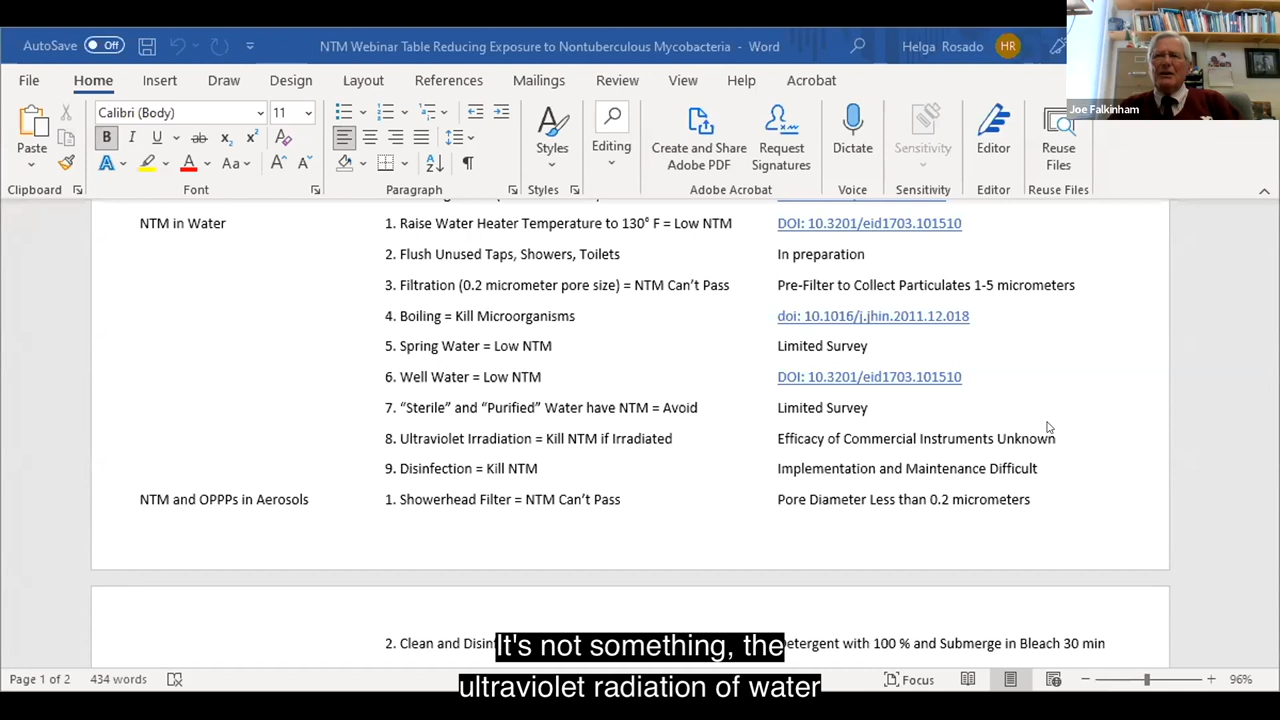 AutoSave Off NTM Webinar Table Reducing Exposure to Nontuberculous Mycobacteria - Word Helga Rosado HR
Joe Falkinham
File Home Insert Draw Design Layout References Mailings Review View Help Acrobat
Calibri (Body) 11
Paste
B I U ab x₂ x²
A A Aa A A
Styles
Editing
Create and Share Adobe PDF
Request Signatures
Dictate
Sensitivity
Editor
Reuse Files
Clipboard Font Paragraph Styles Adobe Acrobat Voice Sensitivity Editor Reuse Files
NTM in Water 1. Raise Water Heater Temperature to 130° F = Low NTM DOI: 10.3201/eid1703.101510
2. Flush Unused Taps, Showers, Toilets In preparation
3. Filtration (0.2 micrometer pore size) = NTM Can’t Pass Pre-Filter to Collect Particulates 1-5 micrometers
4. Boiling = Kill Microorganisms doi: 10.1016/j.jhin.2011.12.018
5. Spring Water = Low NTM Limited Survey
6. Well Water = Low NTM DOI: 10.3201/eid1703.101510
7. “Sterile” and “Purified” Water have NTM = Avoid Limited Survey
8. Ultraviolet Irradiation = Kill NTM if Irradiated Efficacy of Commercial Instruments Unknown
9. Disinfection = Kill NTM Implementation and Maintenance Difficult
NTM and OPPPs in Aerosols 1. Showerhead Filter = NTM Can’t Pass Pore Diameter Less than 0.2 micrometers
2. Clean and Detergent with 100 % and Submerge in Bleach 30 min
It's not something, the
ultraviolet radiation of water
Page 1 of 2 434 words Focus 96%